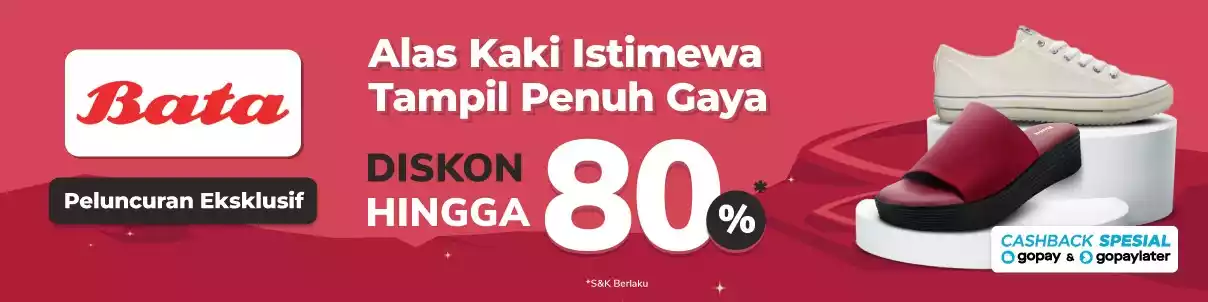 Bata
Peluncuran Eksklusif
Alas Kaki Istimewa
Tampil Penuh Gaya
DISKON
HINGGA
80%*
*S&K Berlaku
CASHBACK SPESIAL
gopay & gopaylater